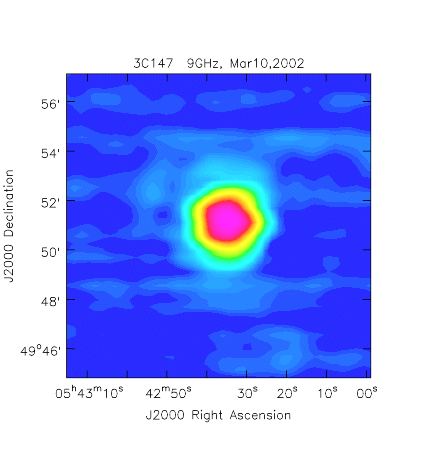 3C147 9GHz, Mar10,2002
J2000 Declination
56'
54'
52'
50'
48'
49°46'
05ʰ43ᵐ10ˢ 42ᵐ50ˢ 30ˢ 20ˢ 10ˢ 00ˢ
J2000 Right Ascension